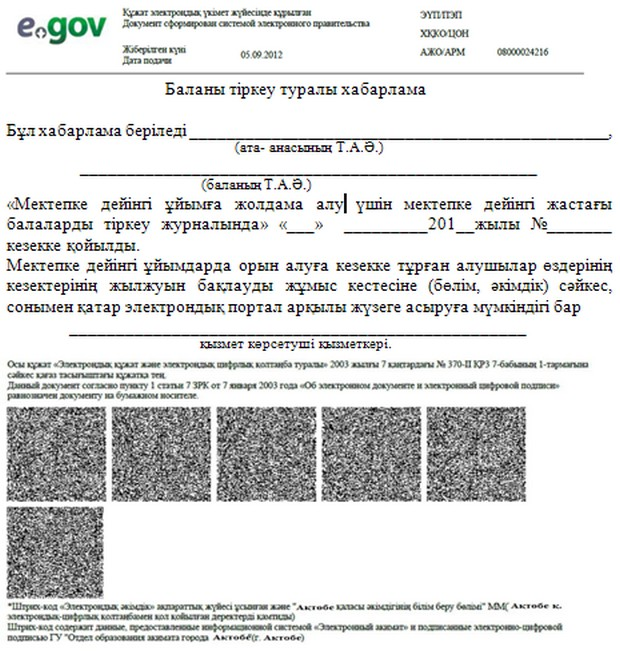 e.gov
Құжат электрондық үкімет жүйесінде құрылған
Документ сформирован системой электронного правительства
Жіберілген күні
Дата подачи
05.09.2012
ЭҮП/ПЭП
ХҚКО/ЦОН
АЖО/АРМ 08000024216
Баланы тіркеу туралы хабарлама
Бұл хабарлама беріледі ______________________________________________,
(ата- анасының Т.А.Ә.)
__________________________________________________
(баланың Т.А.Ә.)
«Мектепке дейінгі ұйымға жолдама алу үшін мектепке дейінгі жастағы
балаларды тіркеу журналында» «___» _________201__жылы №_______
кезекке қойылды.
Мектепке дейінгі ұйымдарда орын алуға кезекке тұрған алушылар өздерінің
кезектерінің жылжуын бақлауды жұмыс кестесіне (бөлім, әкімдік) сәйкес,
сонымен қатар электрондық портал арқылы жүзеге асыруға мүмкіндігі бар
__________________________________________________
қызмет көрсетуші қызметкері.
Осы құжат «Электрондық құжат және электрондық цифрлық қолтаңба туралы» 2003 жылғы 7 қаңтардағы № 370-II ҚРЗ 7-бабының 1-тармағына
сәйкес қағаз тасығыштағы құжатқа тең.
Данный документ согласно пункту 1 статьи 7 ЗРК от 7 января 2003 года «Об электронном документе и электронный цифровой подписи»
равнозначен документу на бумажном носителе.
*Штрих-код «Электрондық әкімдік» ақпараттық жүйесі ұсынған және "Актобе қаласы әкімдігінің білім беру бөлімі" ММ( Актобе қ.
электрондық-цифрлық қолтаңбамен қол қойылған деректерді қамтиды)
Штрих-код содержит данные, предоставленные информационной системой «Электронный акимат» и подписанные электронно-цифровой
подписью ГУ "Отдел образования акимата города Актобе"(г. Актобе)